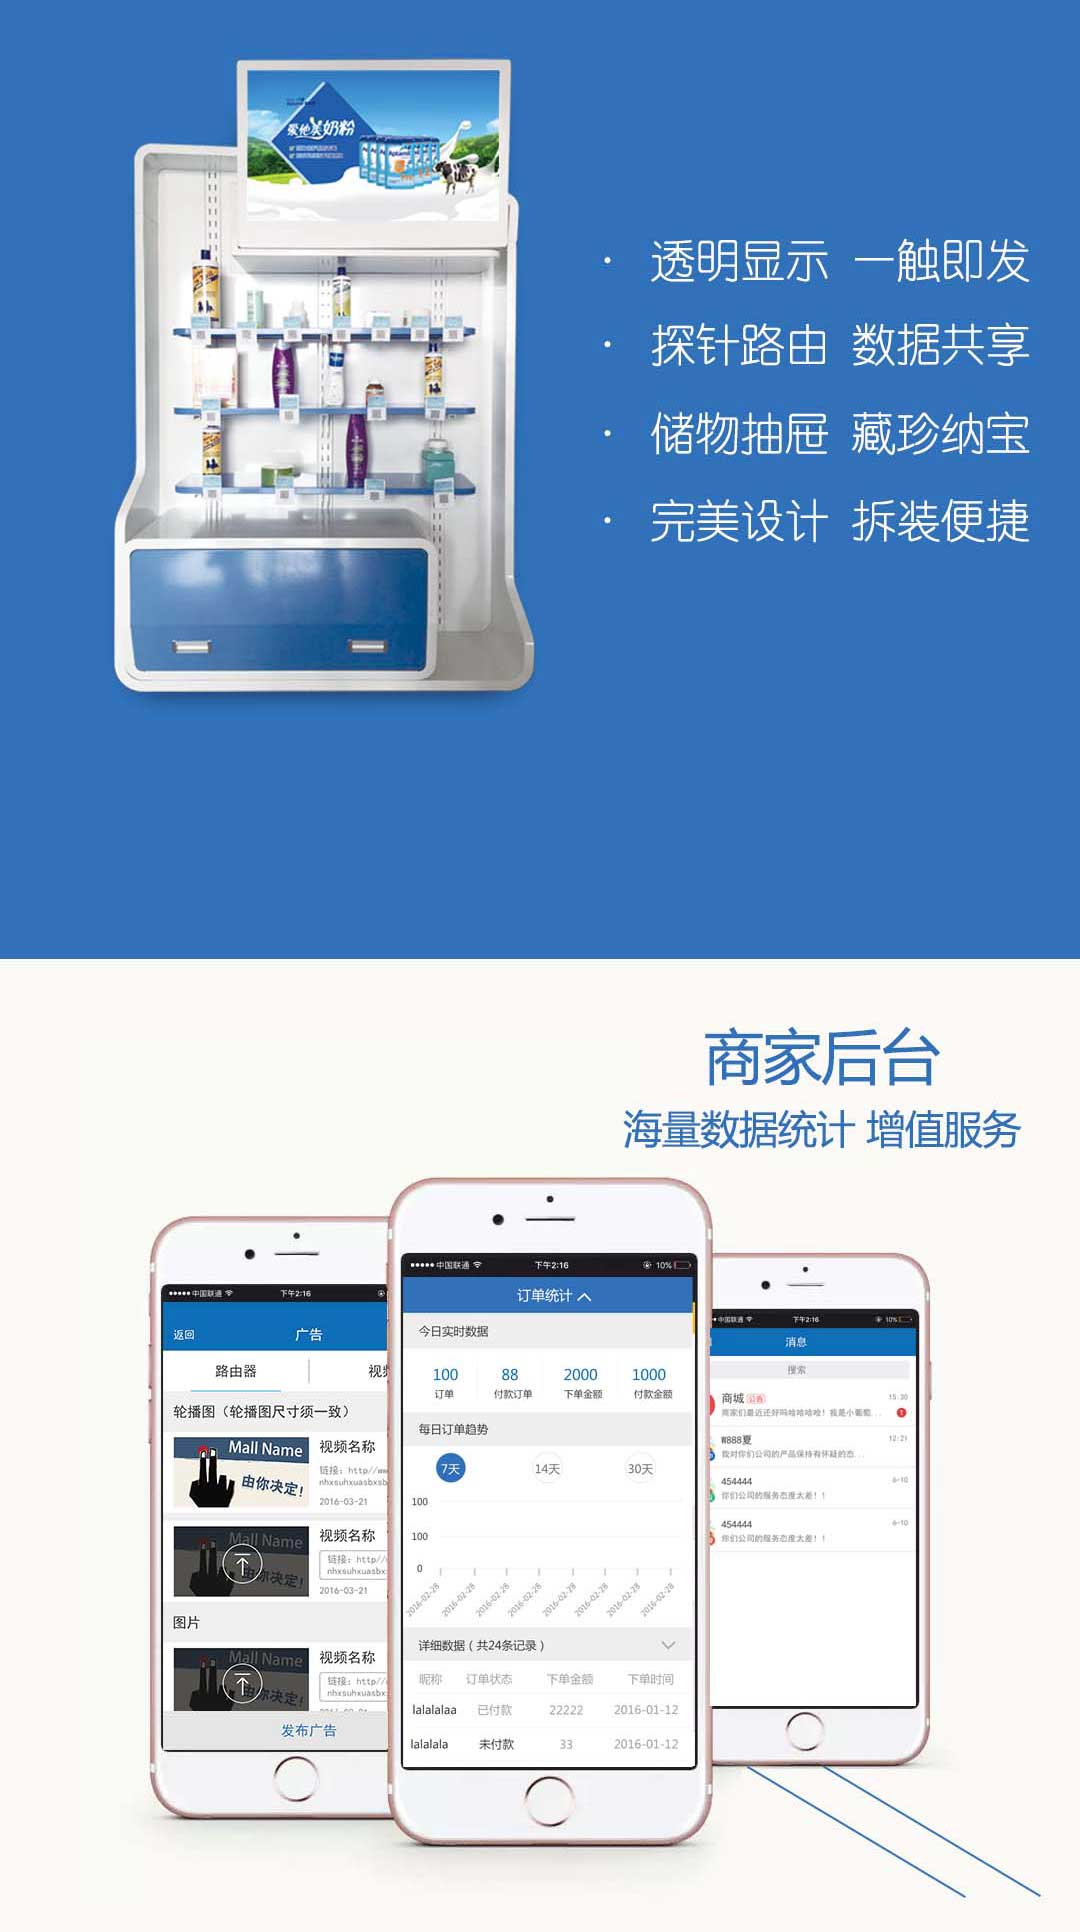 爱他美奶粉
Aptamil
· 透明显示 一触即发
· 探针路由 数据共享
· 储物抽屉 藏珍纳宝
· 完美设计 拆装便捷
商家后台
海量数据统计 增值服务
中国联通 下午2:16
返回 广告
路由器 视
轮播图（轮播图尺寸须一致）
Mall Name
由你决定!
视频名称
链接：http//w
nhxsuhxuasbxsb
2016-03-21
Mall Name
由你决定!
视频名称
链接：http//
nhxsuhxuasbx
2016-03-21
图片
Mall Name
由你决定!
视频名称
链接：http//
nhxsuhxuasbx
发布广告
中国联通 下午2:16 10%
订单统计
今日实时数据
100 88 2000 1000
订单 付款订单 下单金额 付款金额
每日订单趋势
7天 14天 30天
100
100
0
2016-02-28 2016-02-28 2016-02-28 2016-02-28 2016-02-28 2016-02-28 2016-02-28 2016-02-28
详细数据（共24条记录）
昵称 订单状态 下单金额 下单时间
lalalalaa 已付款 22222 2016-01-12
lalalala 未付款 33 2016-01-12
中国联通 下午2:16 10%
消息
搜索
商城 公告 15:30
商家们最近还好吗哈哈哈哈！我是小葡萄... 1
W888夏 12:21
我对你们公司的产品保持有怀疑的态...
454444 6-10
你们公司的服务态度太差！！
454444 6-10
你们公司的服务态度太差！！